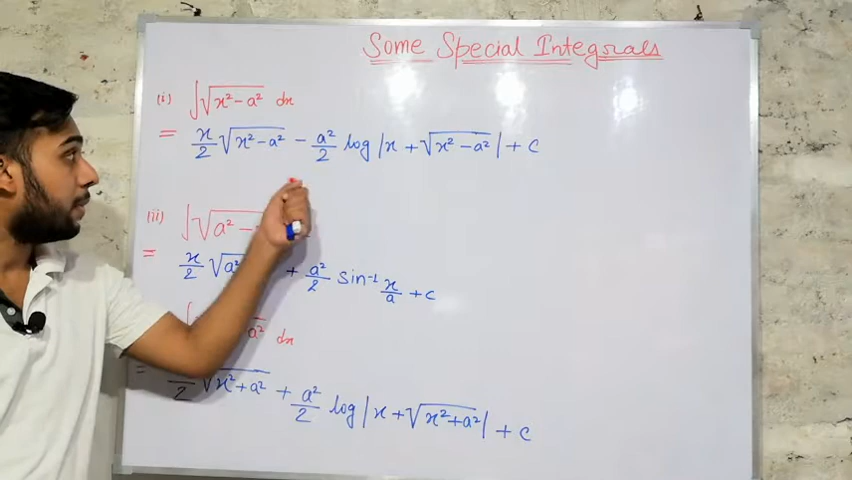 Some Special Integrals
(i) ∫√x²-a² dx
= x/2 √x²-a² - a²/2 log|x + √x²-a²| + c
(ii) ∫√a²-
= x/2 √a² + a²/2 sin⁻¹ x/a + c
∫ a² dx
= 2 √x²+a² + a²/2 log|x+√x²+a²| + c